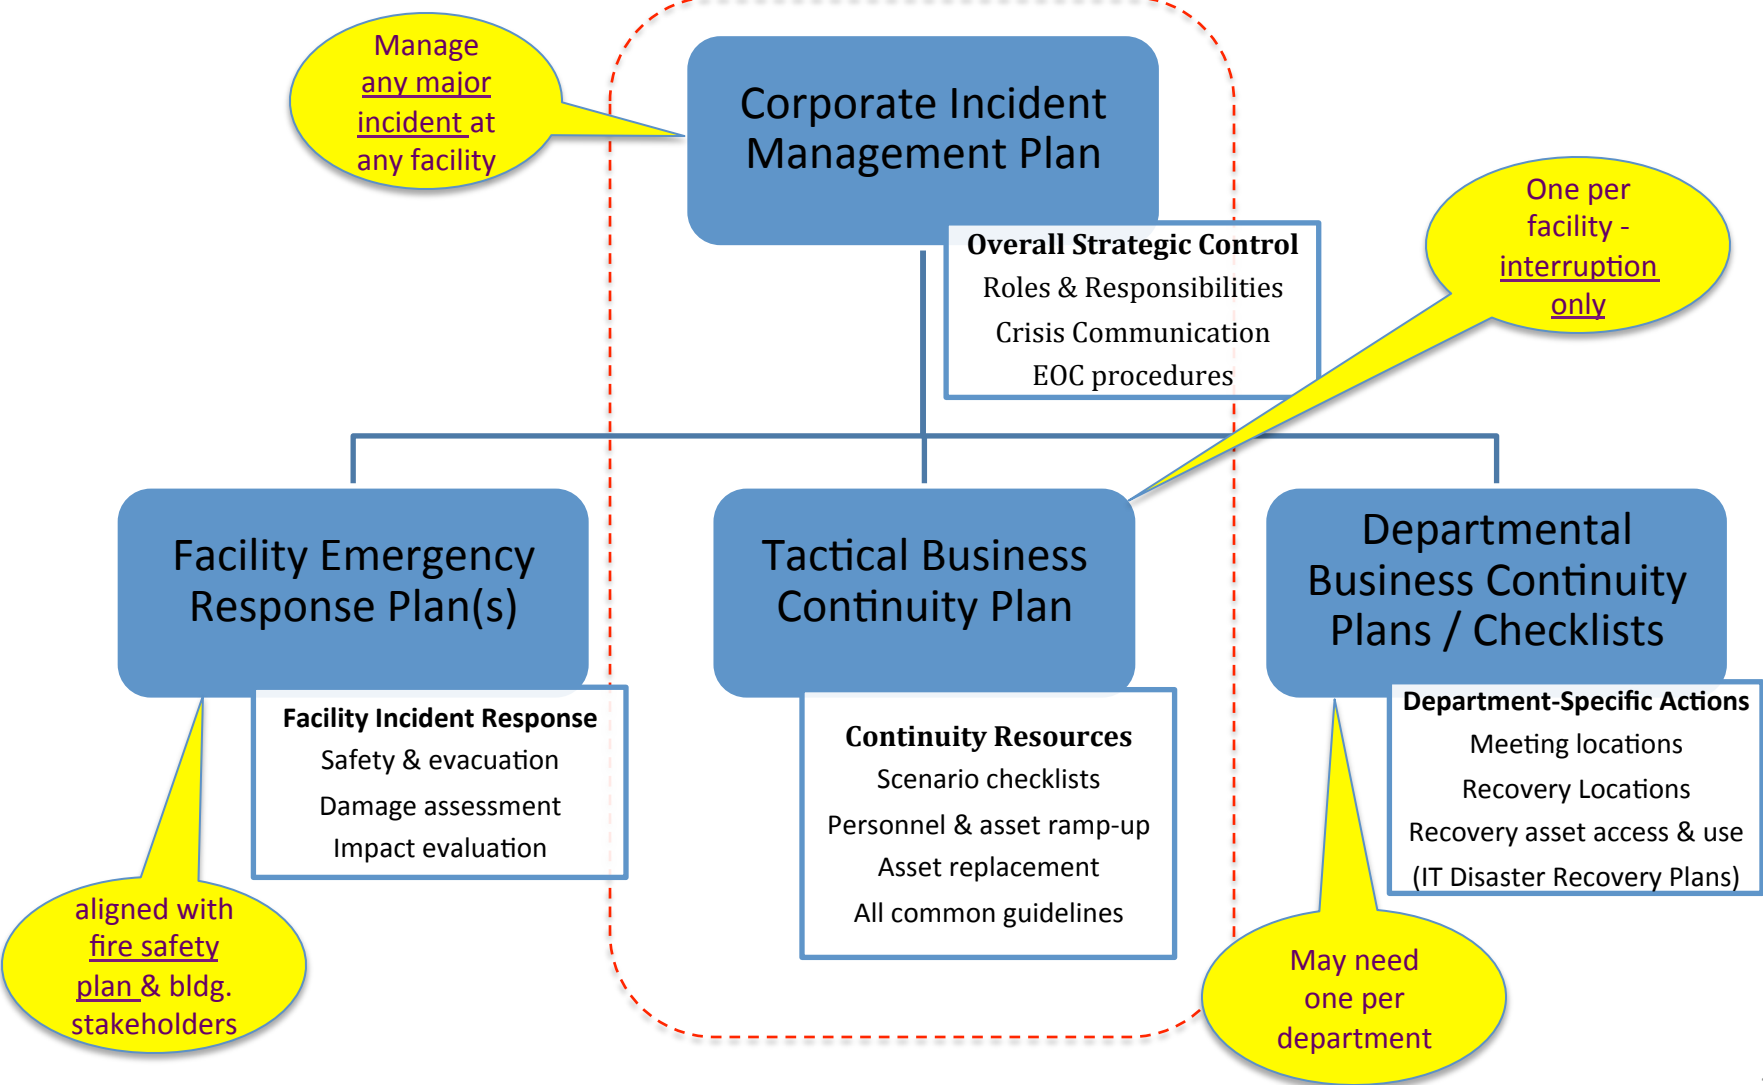 Manage
any major
incident at
any facility
Corporate Incident
Management Plan
Overall Strategic Control
Roles & Responsibilities
Crisis Communication
EOC procedures
One per
facility -
interruption
only
Facility Emergency
Response Plan(s)
Facility Incident Response
Safety & evacuation
Damage assessment
Impact evaluation
aligned with
fire safety
plan & bldg.
stakeholders
Tactical Business
Continuity Plan
Continuity Resources
Scenario checklists
Personnel & asset ramp-up
Asset replacement
All common guidelines
Departmental
Business Continuity
Plans / Checklists
Department-Specific Actions
Meeting locations
Recovery Locations
Recovery asset access & use
(IT Disaster Recovery Plans)
May need
one per
department